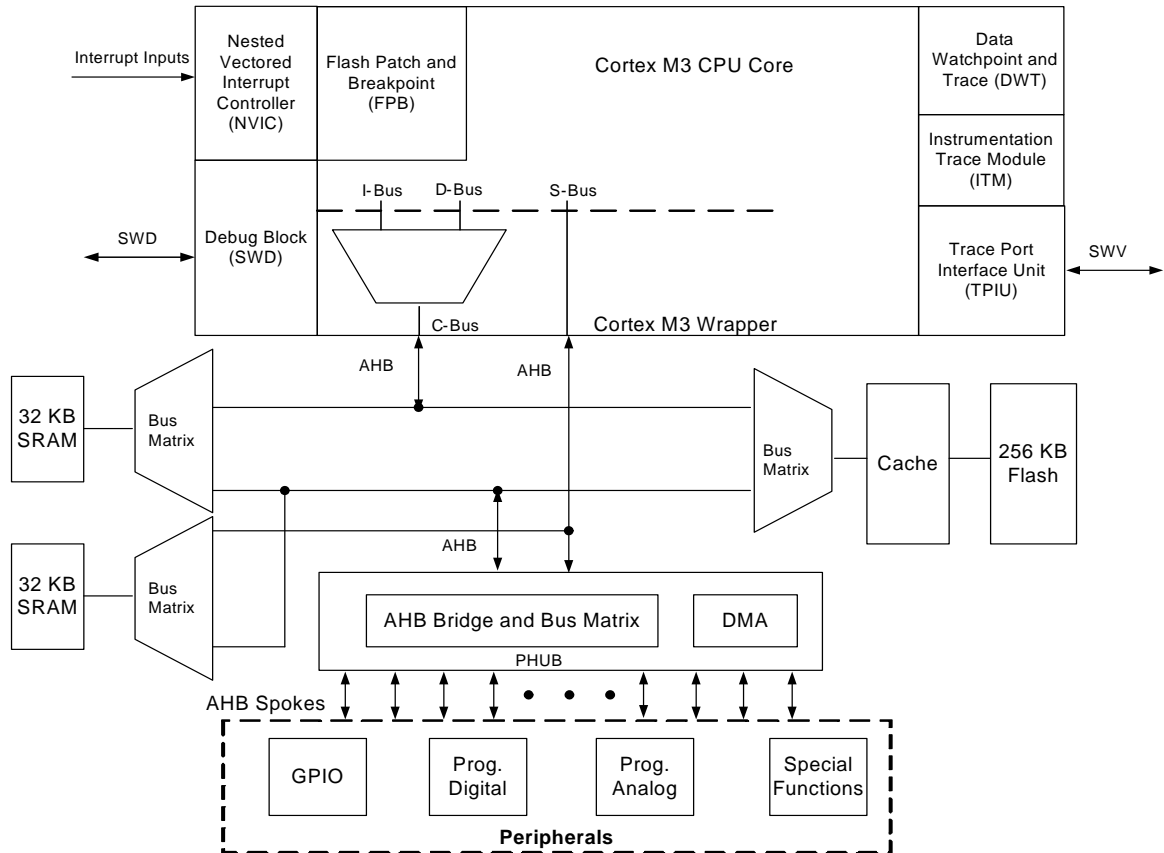 Interrupt Inputs
Nested
Vectored
Interrupt
Controller
(NVIC)
Flash Patch and
Breakpoint
(FPB)
Cortex M3 CPU Core
Data
Watchpoint and
Trace (DWT)
Instrumentation
Trace Module
(ITM)
I-Bus
D-Bus
S-Bus
SWD
Debug Block
(SWD)
Trace Port
Interface Unit
(TPIU)
SWV
C-Bus
Cortex M3 Wrapper
AHB
AHB
32 KB
SRAM
Bus
Matrix
Bus
Matrix
Cache
256 KB
Flash
AHB
32 KB
SRAM
Bus
Matrix
AHB Bridge and Bus Matrix
DMA
PHUB
AHB Spokes
GPIO
Prog.
Digital
Prog.
Analog
Special
Functions
Peripherals